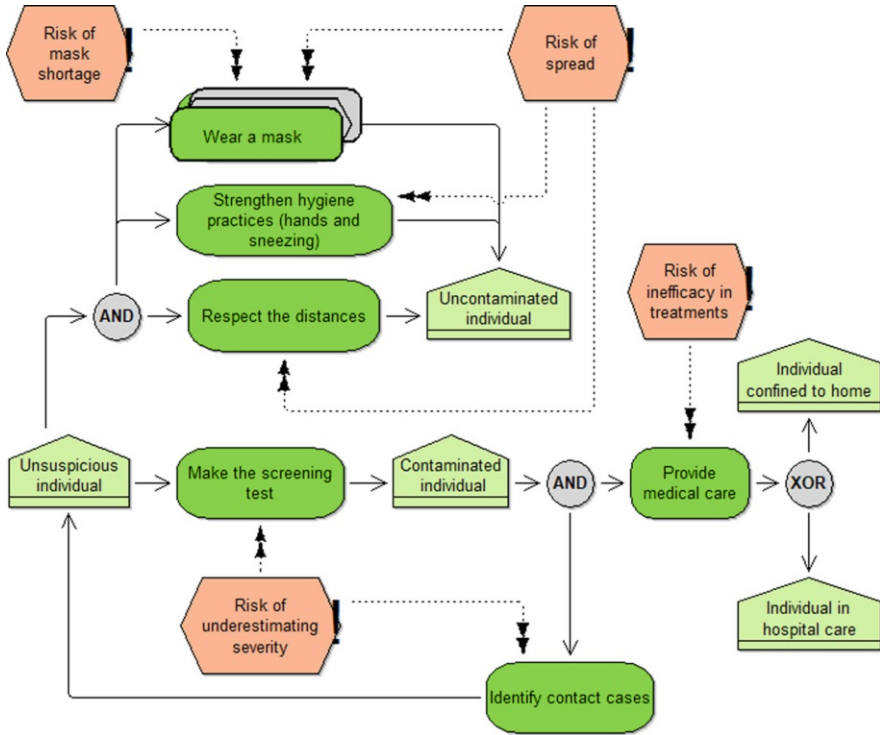 Risk of
mask
shortage
!
Risk of
spread
!
Wear a mask
Strengthen hygiene
practices (hands and
sneezing)
Risk of
inefficacy in
treatments
!
AND
Respect the distances
Uncontaminated
individual
Individual
confined to home
Unsuspicious
individual
Make the screening
test
Contaminated
individual
AND
Provide
medical care
XOR
Risk of
underestimating
severity
!
Individual in
hospital care
Identify contact cases